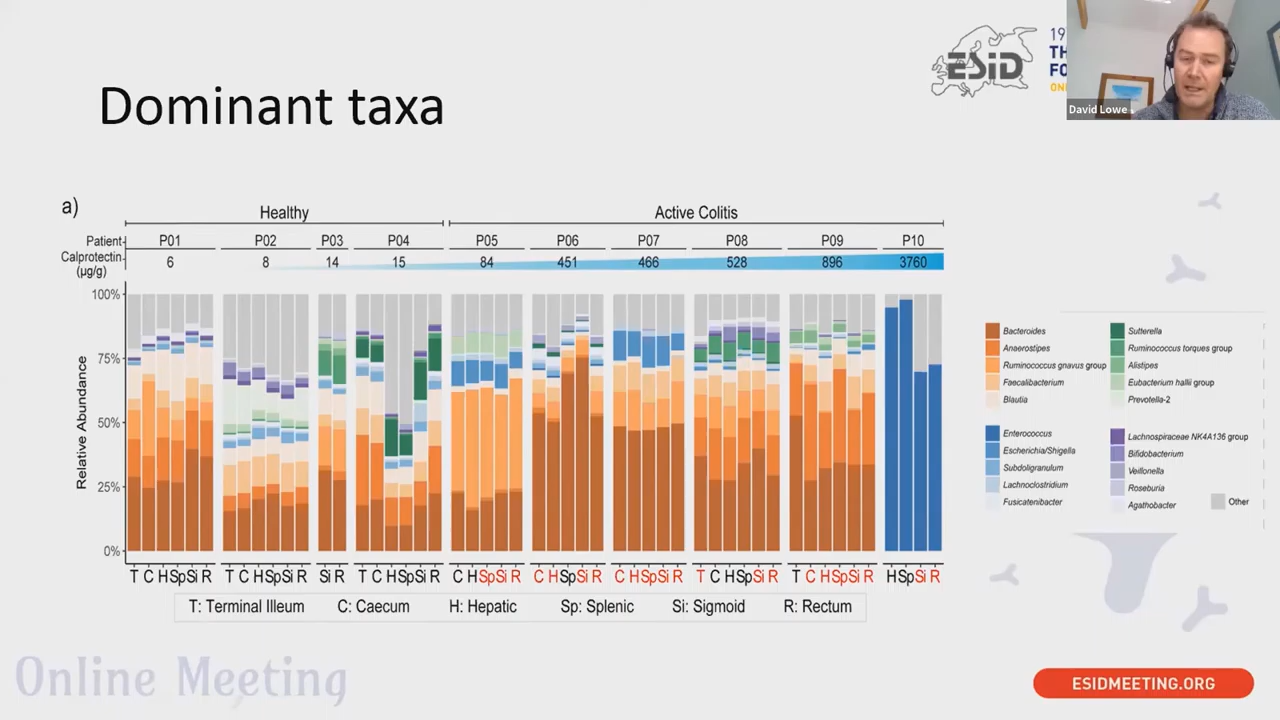 Dominant taxa
ESiD
19
TH
FO
ON
David Lowe
a)
Healthy
Active Colitis
Patient
P01 P02 P03 P04 P05 P06 P07 P08 P09 P10
Calprotectin
(µg/g)
6 8 14 15 84 451 466 528 896 3760
100%
75%
50%
25%
0%
Relative Abundance
T C H Sp Si R T C H Sp Si R Si R T C H Sp Si R C H Sp Si R C H Sp Si R C H Sp Si R T C H Sp Si R T C H Sp Si R H Sp Si R
T: Terminal Illeum C: Caecum H: Hepatic Sp: Splenic Si: Sigmoid R: Rectum
Bacteroides
Anaerostipes
Ruminococcus gnavus group
Faecalibacterium
Blautia
Sutterella
Ruminococcus torques group
Alistipes
Eubacterium hallii group
Prevotella-2
Enterococcus
Escherichia/Shigella
Subdoligranulum
Lachnoclostridium
Fusicatenibacter
Lachnospiraceae NK4A136 group
Bifidobacterium
Veillonella
Roseburia
Agathobacter
Other
Online Meeting
ESIDMEETING.ORG